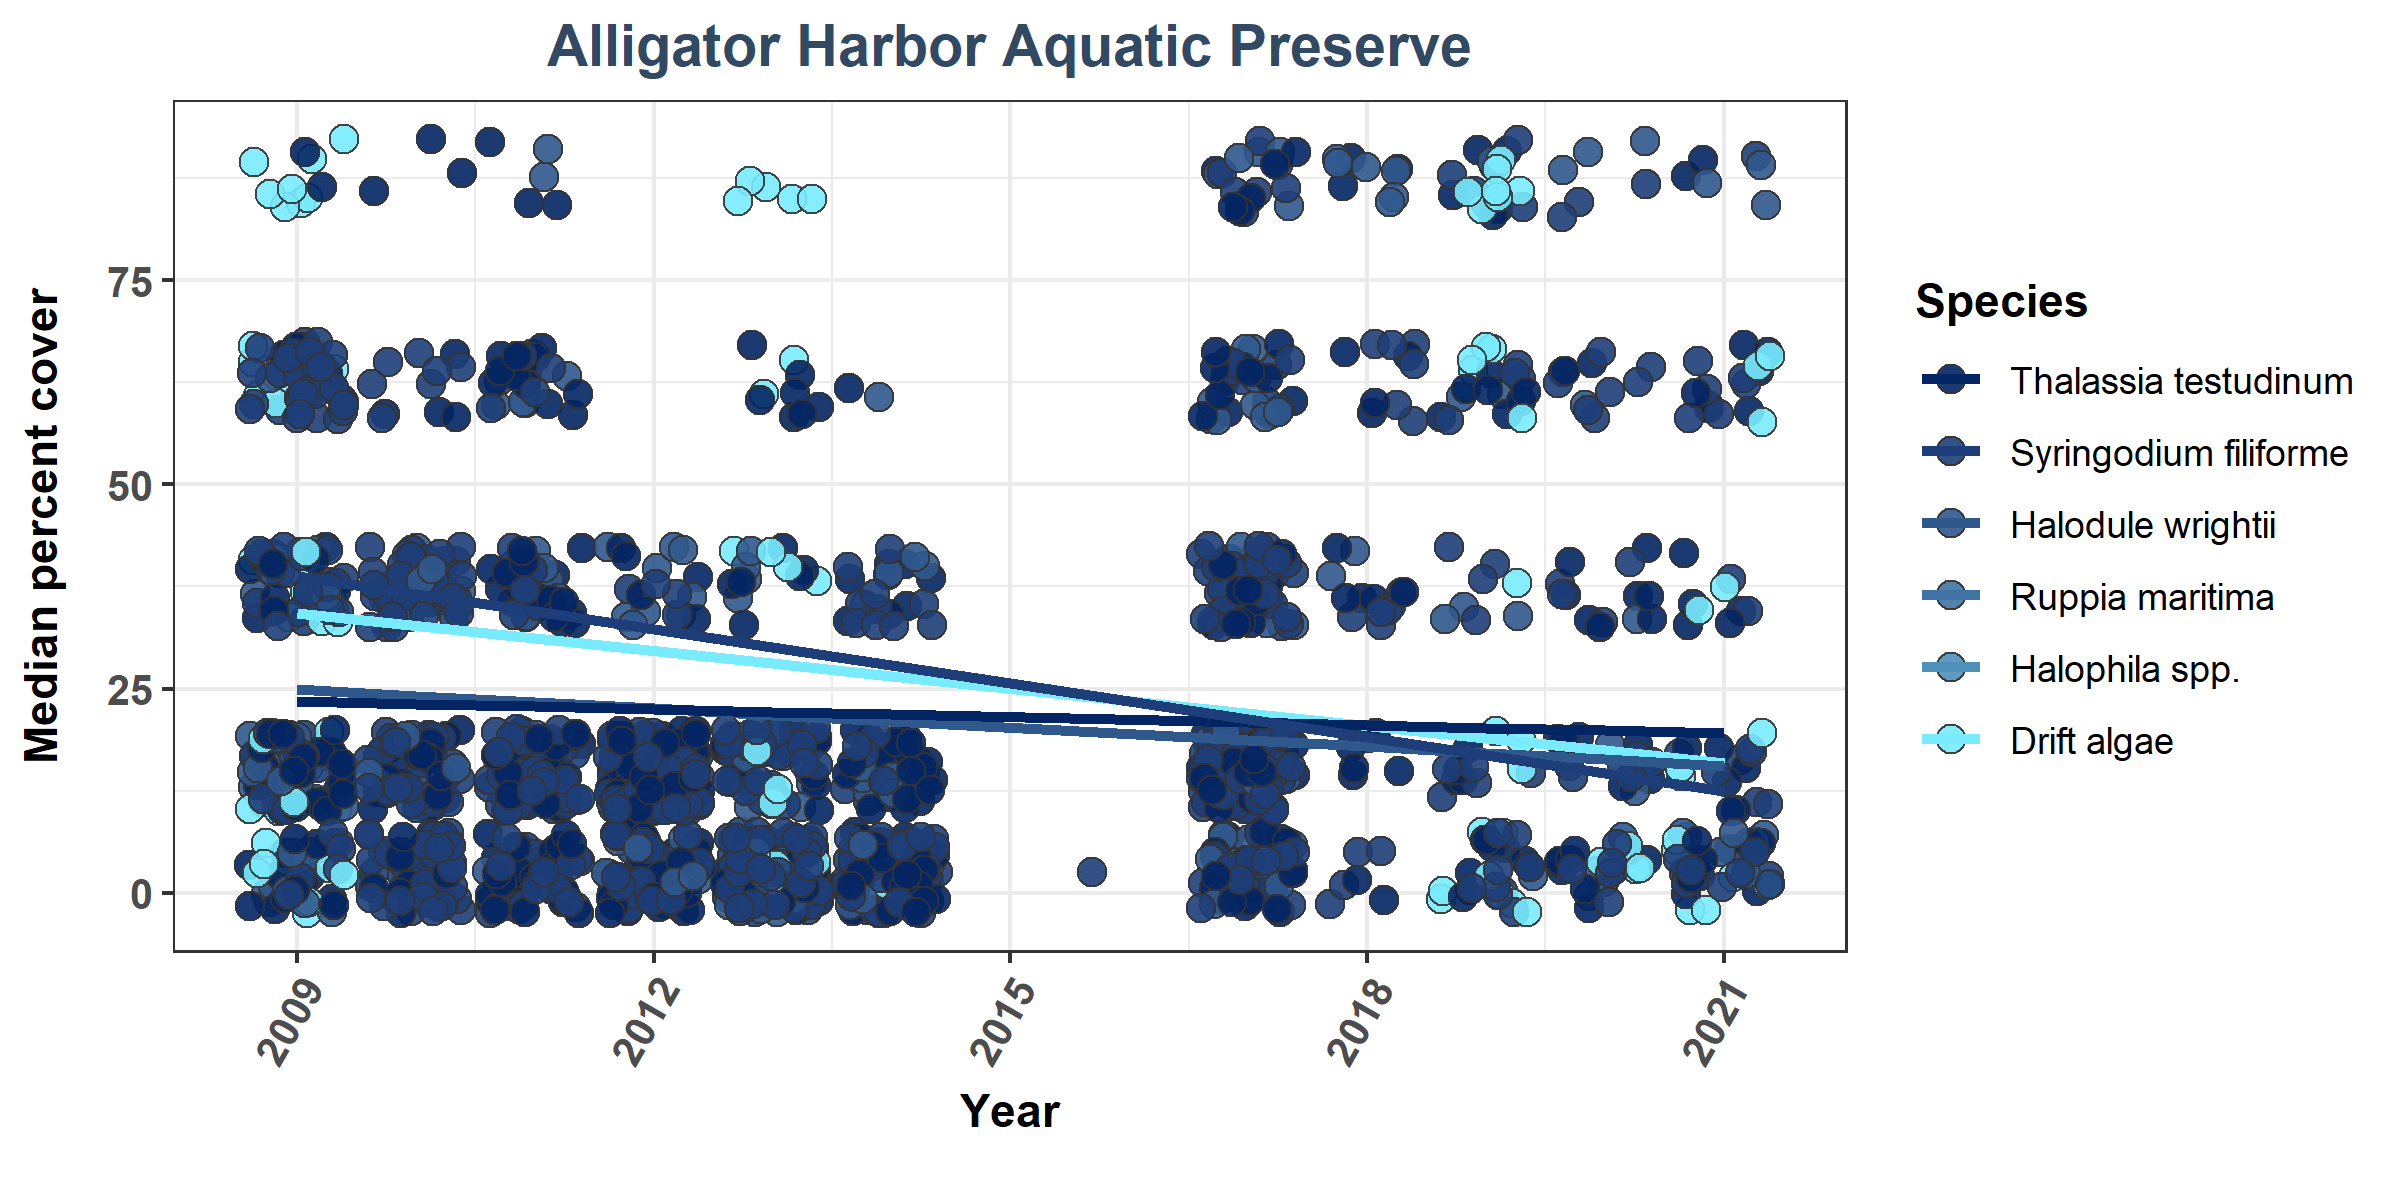 Alligator Harbor Aquatic Preserve
Median percent cover
75
50
25
0
2009
2012
2015
2018
2021
Year
Species
Thalassia testudinum
Syringodium filiforme
Halodule wrightii
Ruppia maritima
Halophila spp.
Drift algae